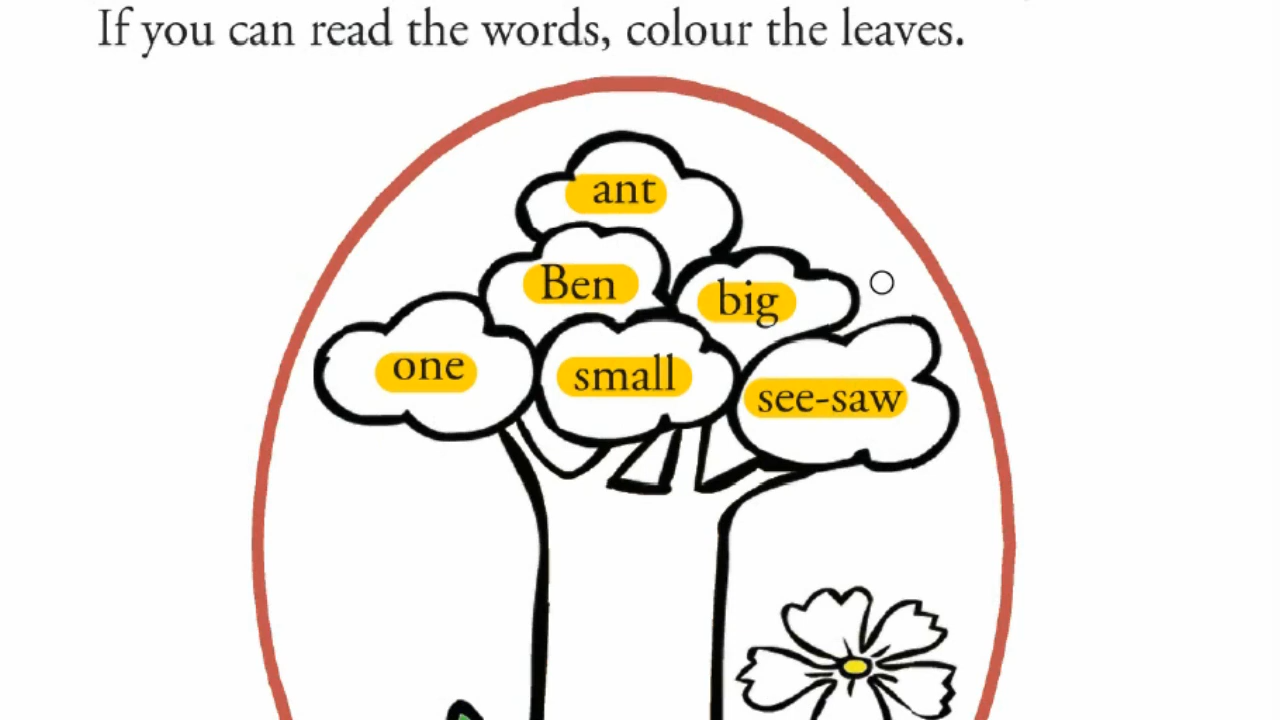 If you can read the words, colour the leaves.
ant
Ben
big
one
small
see-saw